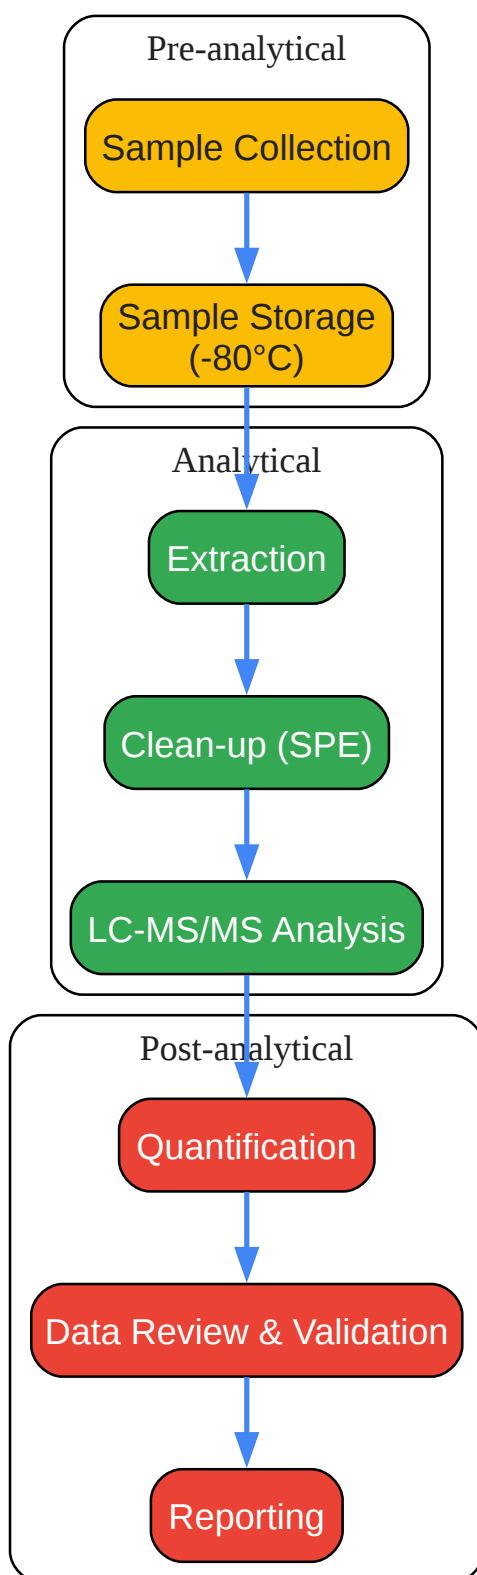 Pre-analytical
Sample Collection
Sample Storage
(-80°C)
Analytical
Extraction
Clean-up (SPE)
LC-MS/MS Analysis
Post-analytical
Quantification
Data Review & Validation
Reporting